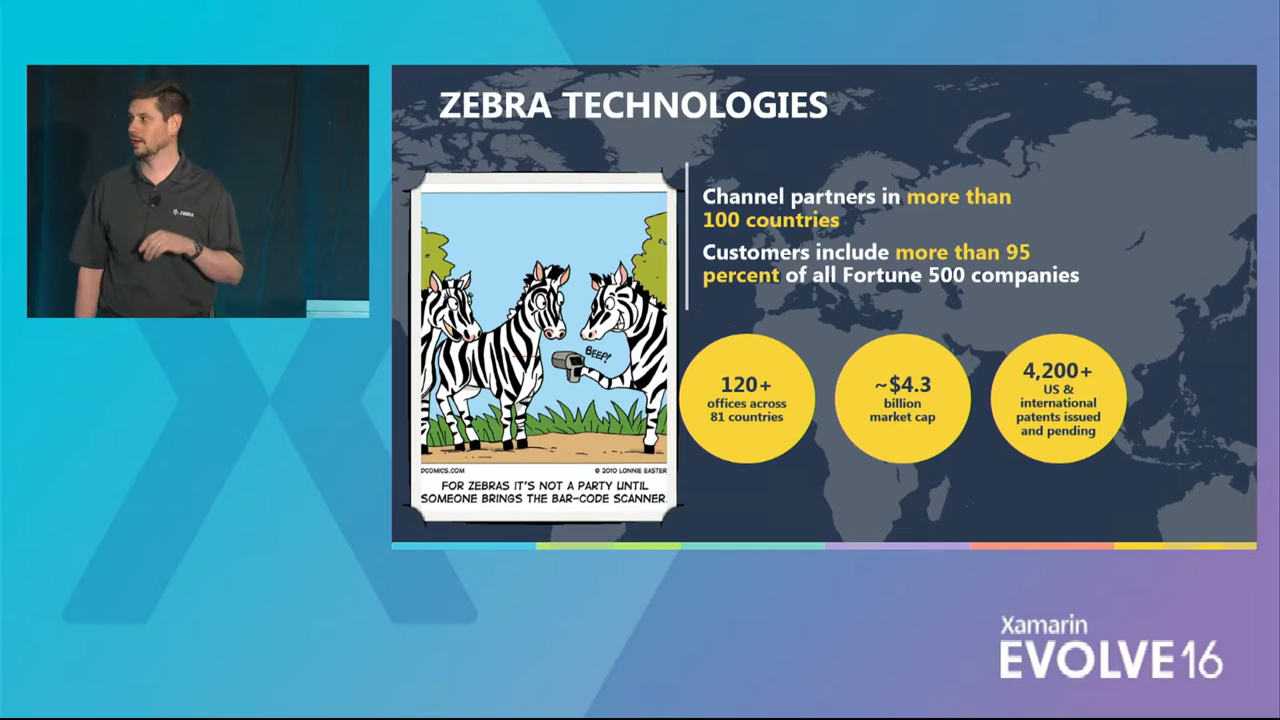 ZEBRA TECHNOLOGIES
Channel partners in more than
100 countries
Customers include more than 95
percent of all Fortune 500 companies
BEEP!
DCOMICS.COM © 2010 LONNIE EASTER
FOR ZEBRAS IT'S NOT A PARTY UNTIL
SOMEONE BRINGS THE BAR-CODE SCANNER.
120+
offices across
81 countries
~$4.3
billion
market cap
4,200+
US &
international
patents issued
and pending
ZEBRA
Xamarin
EVOLVE 16